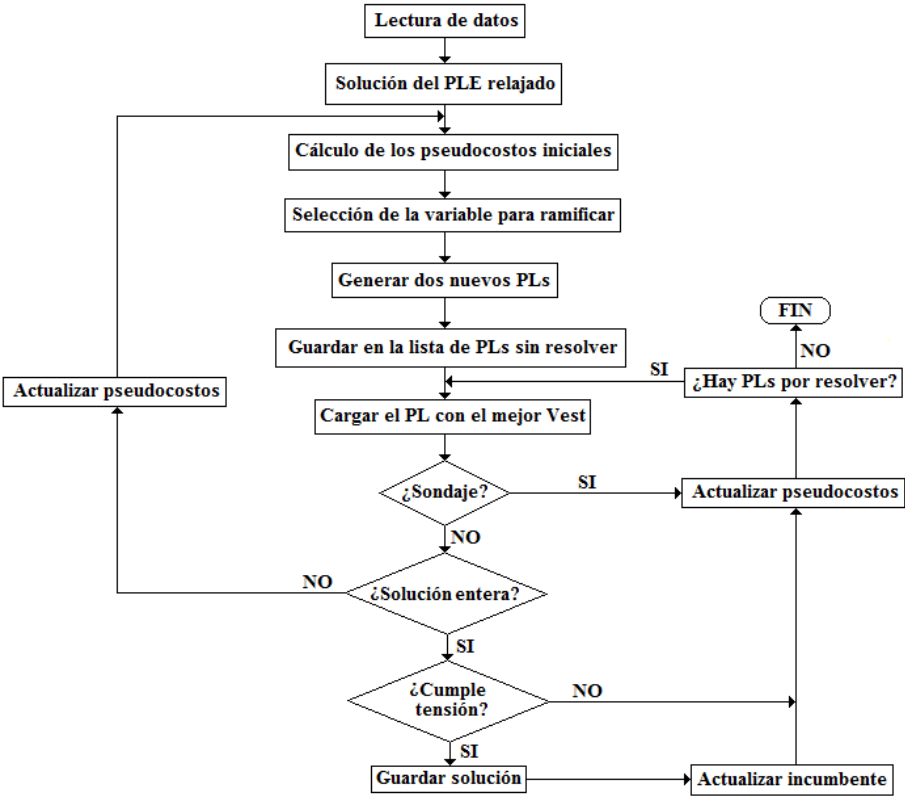 Lectura de datos
Solución del PLE relajado
Cálculo de los pseudocostos iniciales
Selección de la variable para ramificar
Generar dos nuevos PLs
FIN
NO
Guardar en la lista de PLs sin resolver
SI
¿Hay PLs por resolver?
Actualizar pseudocostos
Cargar el PL con el mejor Vest
¿Sondaje?
SI
Actualizar pseudocostos
NO
NO
¿Solución entera?
SI
¿Cumple
tensión?
NO
SI
Guardar solución
Actualizar incumbente